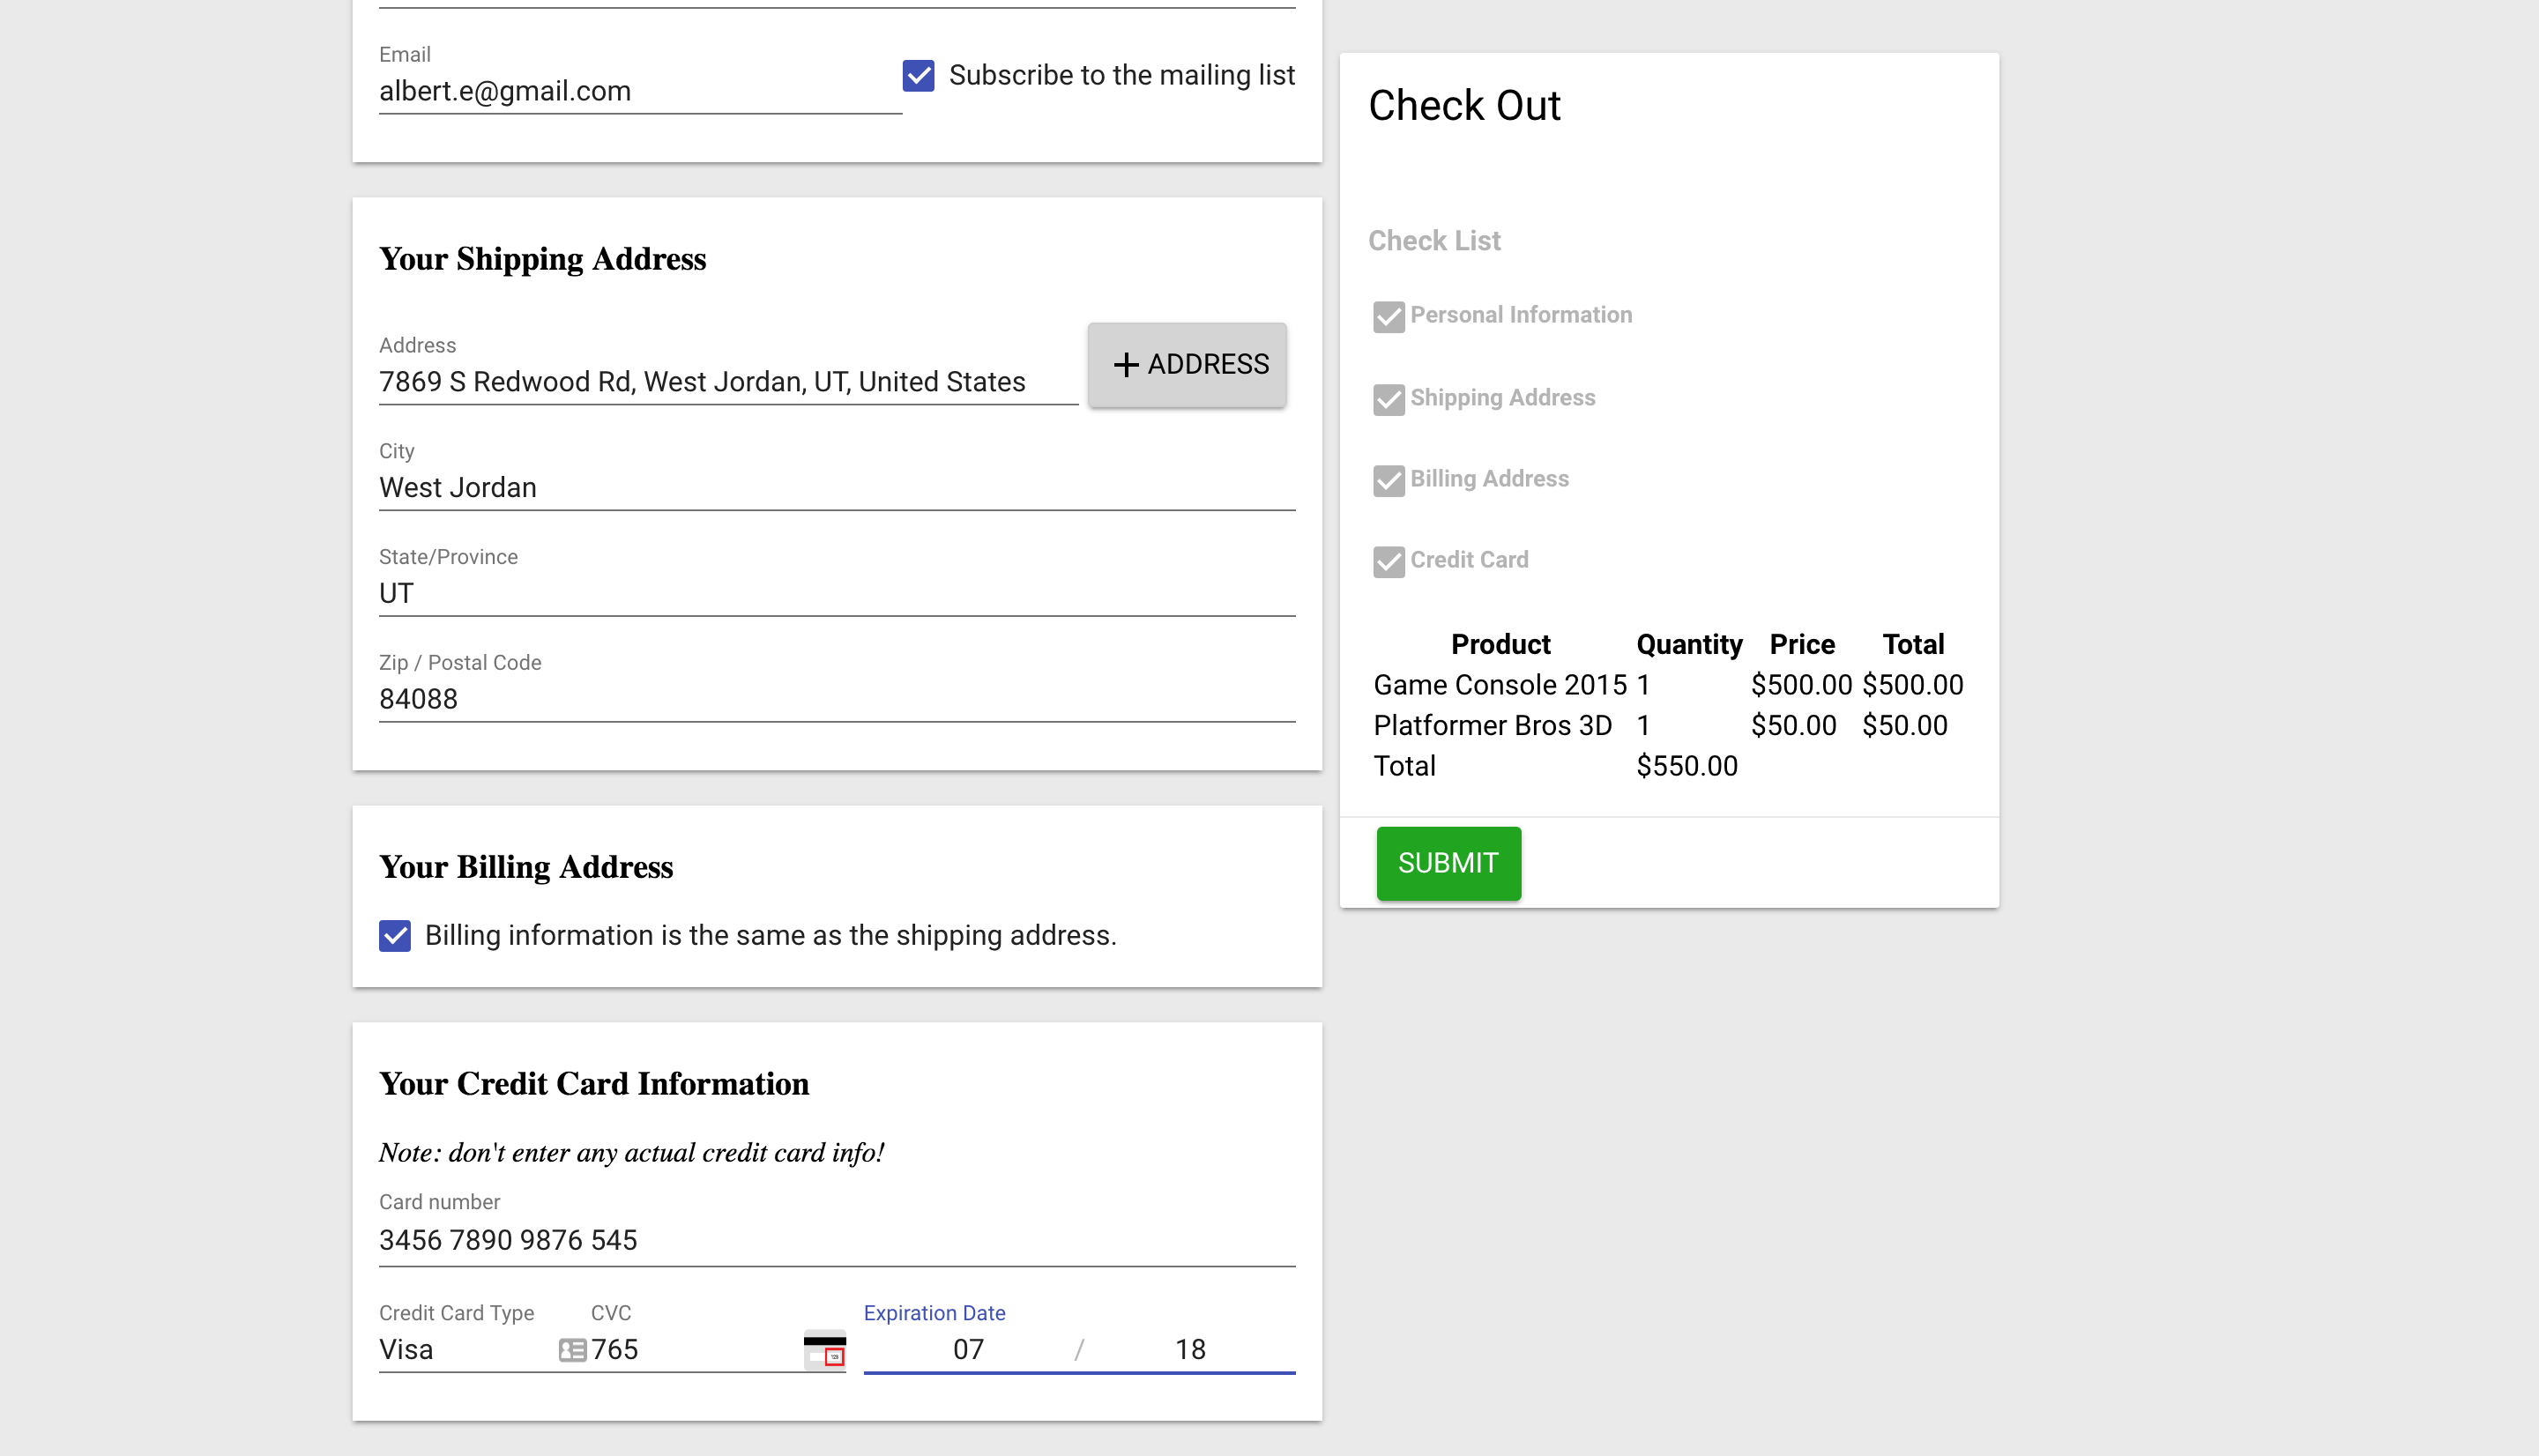 Email
albert.e@gmail.com
Subscribe to the mailing list
Your Shipping Address
Address
7869 S Redwood Rd, West Jordan, UT, United States
+ ADDRESS
City
West Jordan
State/Province
UT
Zip / Postal Code
84088
Your Billing Address
Billing information is the same as the shipping address.
Your Credit Card Information
Note: don't enter any actual credit card info!
Card number
3456 7890 9876 545
Credit Card Type CVC Expiration Date
Visa 765 07 / 18
Check Out
Check List
Personal Information
Shipping Address
Billing Address
Credit Card
Product Quantity Price Total
Game Console 2015 1 $500.00 $500.00
Platformer Bros 3D 1 $50.00 $50.00
Total $550.00
SUBMIT